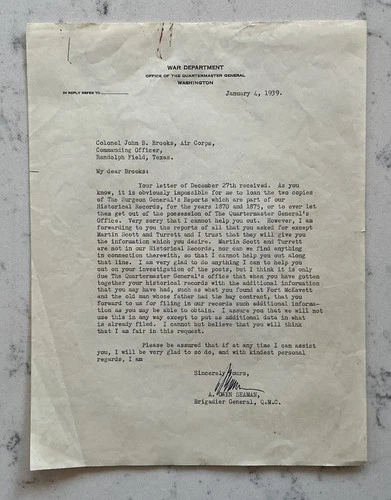 WAR DEPARTMENT
OFFICE OF THE QUARTERMASTER GENERAL
WASHINGTON
IN REPLY REFER TO
January 4, 1939.
Colonel John B. Brooks, Air Corps,
Commanding Officer,
Randolph Field, Texas.
My dear Brooks:
Your letter of December 27th received. As you
know, it is obviously impossible for me to loan the two copies
of The Surgeon General's Reports which are part of our
Historical Records, for the years 1870 and 1875, or to ever let
them get out of the possession of The Quartermaster General's
Office. Very sorry that I cannot help you out. However, I am
forwarding to you the reports of all that you asked for except
Martin Scott and Turrett and I trust that they will give you
the information which you desire. Martin Scott and Turrett
are not in our Historical Records, nor can we find anything
in connection therewith, so that I cannot help you out along
that line. I am very glad to do anything I can to help you
out on your investigation of the posts, but I think it is only
due The Quartermaster General's office that when you have gotten
together your historical records with the additional information
that you may have had, such as what you found at Fort McKavett
and the old man whose father had the hay contract, that you
forward to us for filing in our records such additional informa-
tion as you may be able to obtain. I assure you that we will not
use this in any way except to put as additional data in what
is already filed. I cannot but believe that you will think
that I am fair in this request.
Please be assured that if at any time I can assist
you, I will be very glad to so do, and with kindest personal
regards, I am
Sincerely yours,
A. OWEN SEAMAN,
Brigadier General, Q.M.C.